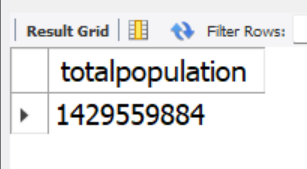 Result Grid Filter Rows:
totalpopulation
1429559884